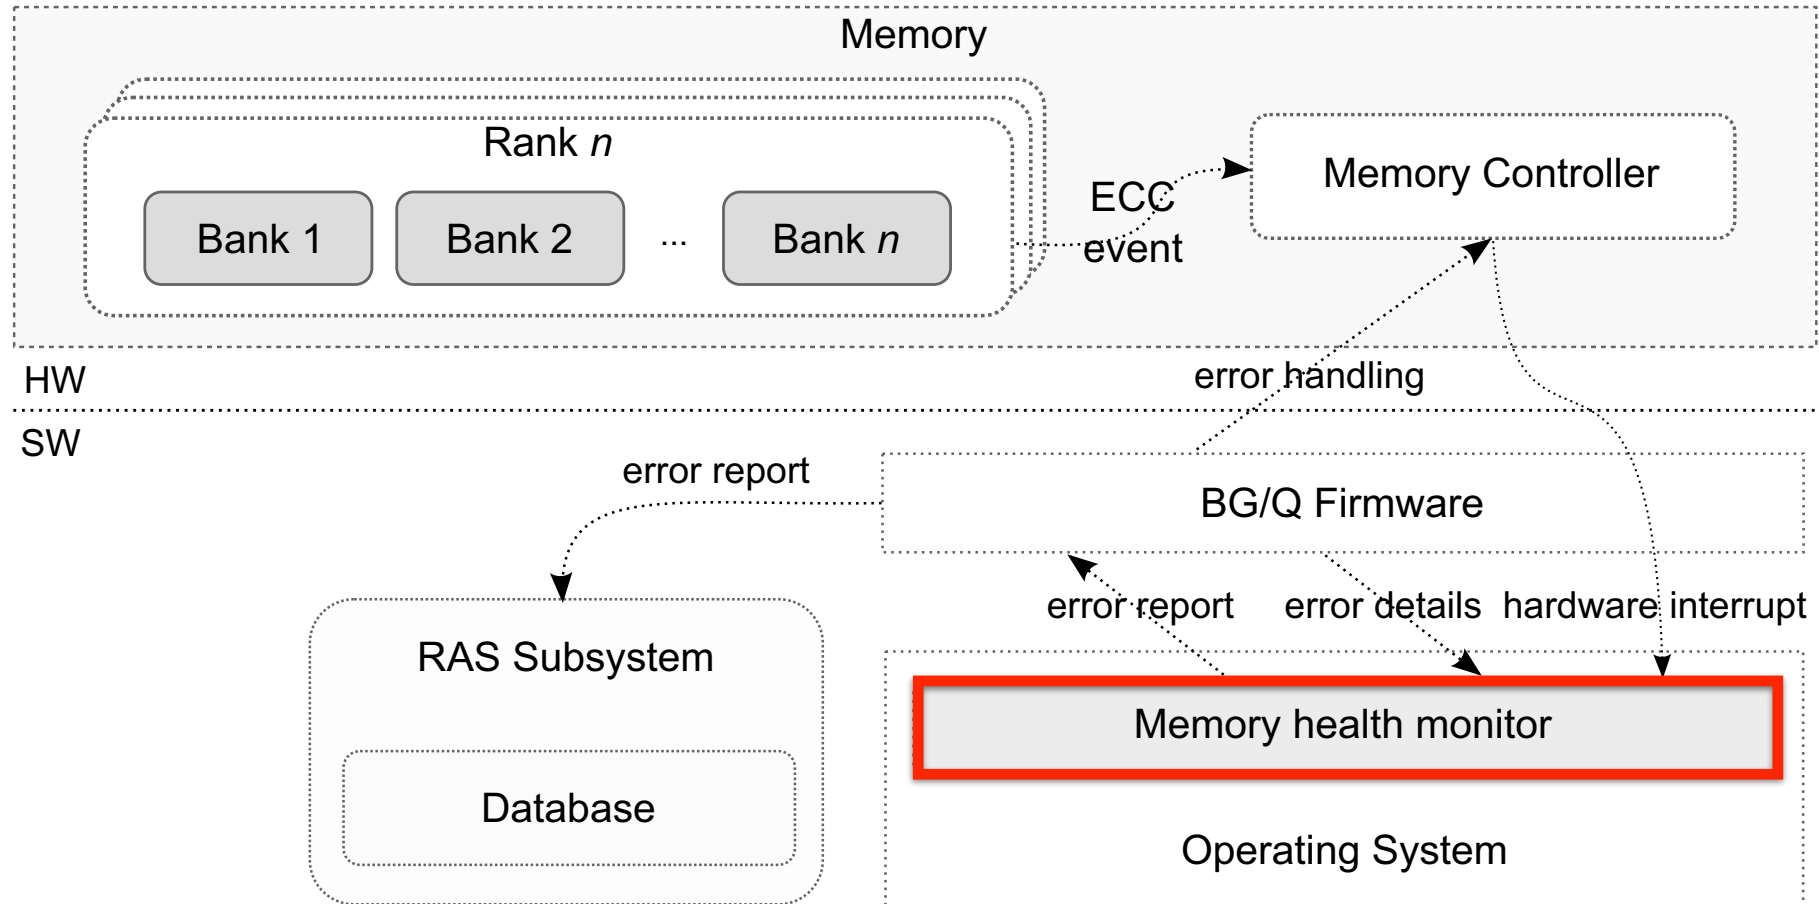 Memory
Rank n
Bank 1
Bank 2
...
Bank n
ECC
event
Memory Controller
HW
error handling
SW
error report
BG/Q Firmware
error report
error details
hardware interrupt
RAS Subsystem
Memory health monitor
Database
Operating System